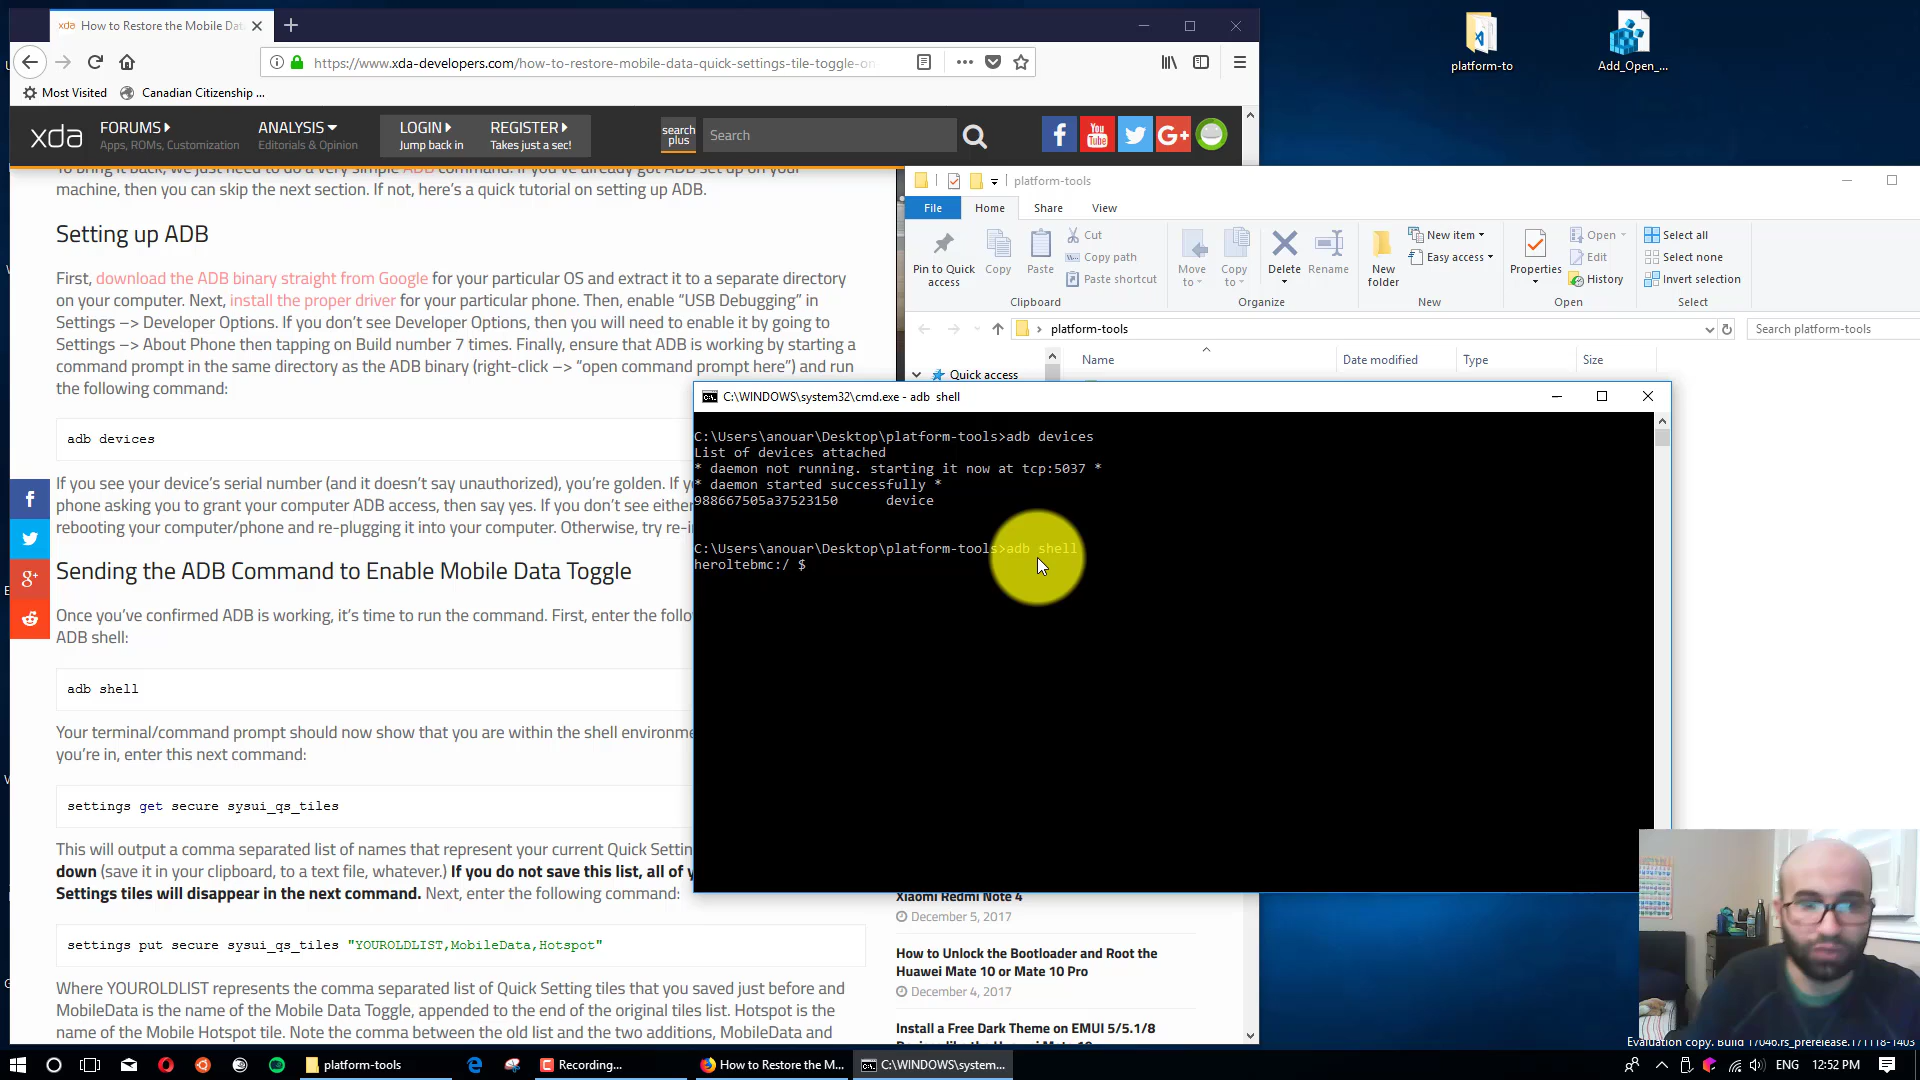 xda How to Restore the Mobile Dat
https://www.xda-developers.com/how-to-restore-mobile-data-quick-settings-tile-toggle-on
Most Visited Canadian Citizenship ...
platform-to
Add_Open_...
xda
FORUMS
Apps, ROMs, Customization
ANALYSIS
Editorials & Opinion
LOGIN
Jump back in
REGISTER
Takes just a sec!
search
plus
Search
machine, then you can skip the next section. If not, here's a quick tutorial on setting up ADB.
Setting up ADB
First, download the ADB binary straight from Google for your particular OS and extract it to a separate directory
on your computer. Next, install the proper driver for your particular phone. Then, enable “USB Debugging” in
Settings –> Developer Options. If you don't see Developer Options, then you will need to enable it by going to
Settings –> About Phone then tapping on Build number 7 times. Finally, ensure that ADB is working by starting a
command prompt in the same directory as the ADB binary (right-click –> “open command prompt here”) and run
the following command:
adb devices
If you see your device's serial number (and it doesn't say unauthorized), you're golden. If y
phone asking you to grant your computer ADB access, then say yes. If you don't see either
rebooting your computer/phone and re-plugging it into your computer. Otherwise, try re-i
Sending the ADB Command to Enable Mobile Data Toggle
Once you've confirmed ADB is working, it's time to run the command. First, enter the follo
ADB shell:
adb shell
Your terminal/command prompt should now show that you are within the shell environme
you're in, enter this next command:
settings get secure sysui_qs_tiles
This will output a comma separated list of names that represent your current Quick Settin
down (save it in your clipboard, to a text file, whatever.) If you do not save this list, all of y
Settings tiles will disappear in the next command. Next, enter the following command:
settings put secure sysui_qs_tiles "YOUROLDLIST,MobileData,Hotspot"
Where YOUROLDLIST represents the comma separated list of Quick Setting tiles that you saved just before and
MobileData is the name of the Mobile Data Toggle, appended to the end of the original tiles list. Hotspot is the
name of the Mobile Hotspot tile. Note the comma between the old list and the two additions, MobileData and
Xiaomi Redmi Note 4
December 5, 2017
How to Unlock the Bootloader and Root the
Huawei Mate 10 or Mate 10 Pro
December 4, 2017
Install a Free Dark Theme on EMUI 5/5.1/8
platform-tools
File Home Share View
Pin to Quick
access
Copy
Paste
Cut
Copy path
Paste shortcut
Clipboard
Move
to
Copy
to
Delete
Rename
Organize
New
folder
New item
Easy access
New
Properties
Open
Edit
History
Open
Select all
Select none
Invert selection
Select
platform-tools
Search platform-tools
Name Date modified Type Size
Quick access
C:\WINDOWS\system32\cmd.exe - adb shell
C:\Users\anouar\Desktop\platform-tools>adb devices
List of devices attached
* daemon not running. starting it now at tcp:5037 *
* daemon started successfully *
988667505a37523150 device
C:\Users\anouar\Desktop\platform-tools>adb shell
heroltebmc:/ $
Evaluation copy. Build 17046.rs_prerelease.171118-1403
platform-tools
Recording...
How to Restore the M...
C:\WINDOWS\system...
ENG
12:52 PM